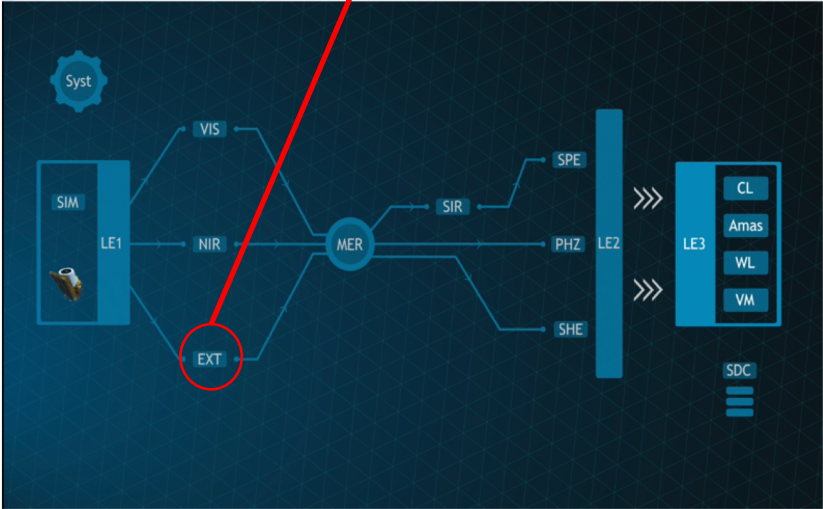 Syst
VIS
SPE
SIM
SIR
CL
Amas
LE1
NIR
MER
PHZ
LE2
LE3
WL
VM
SHE
EXT
SDC